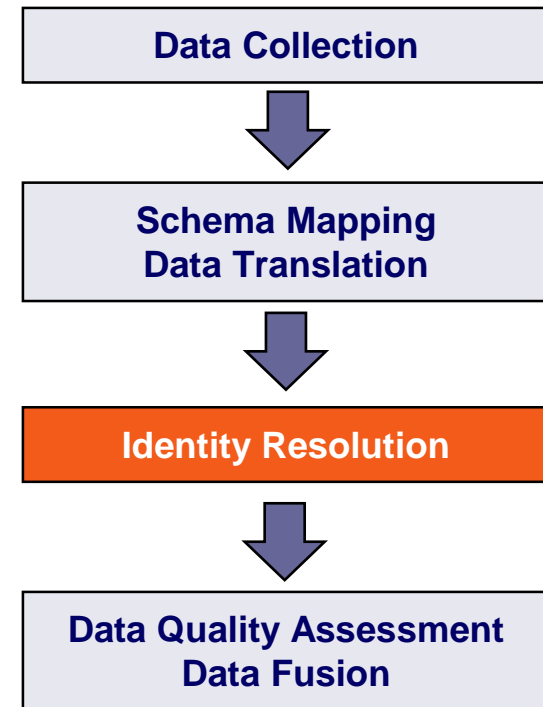 Data Collection
Schema Mapping
Data Translation
Identity Resolution
Data Quality Assessment
Data Fusion